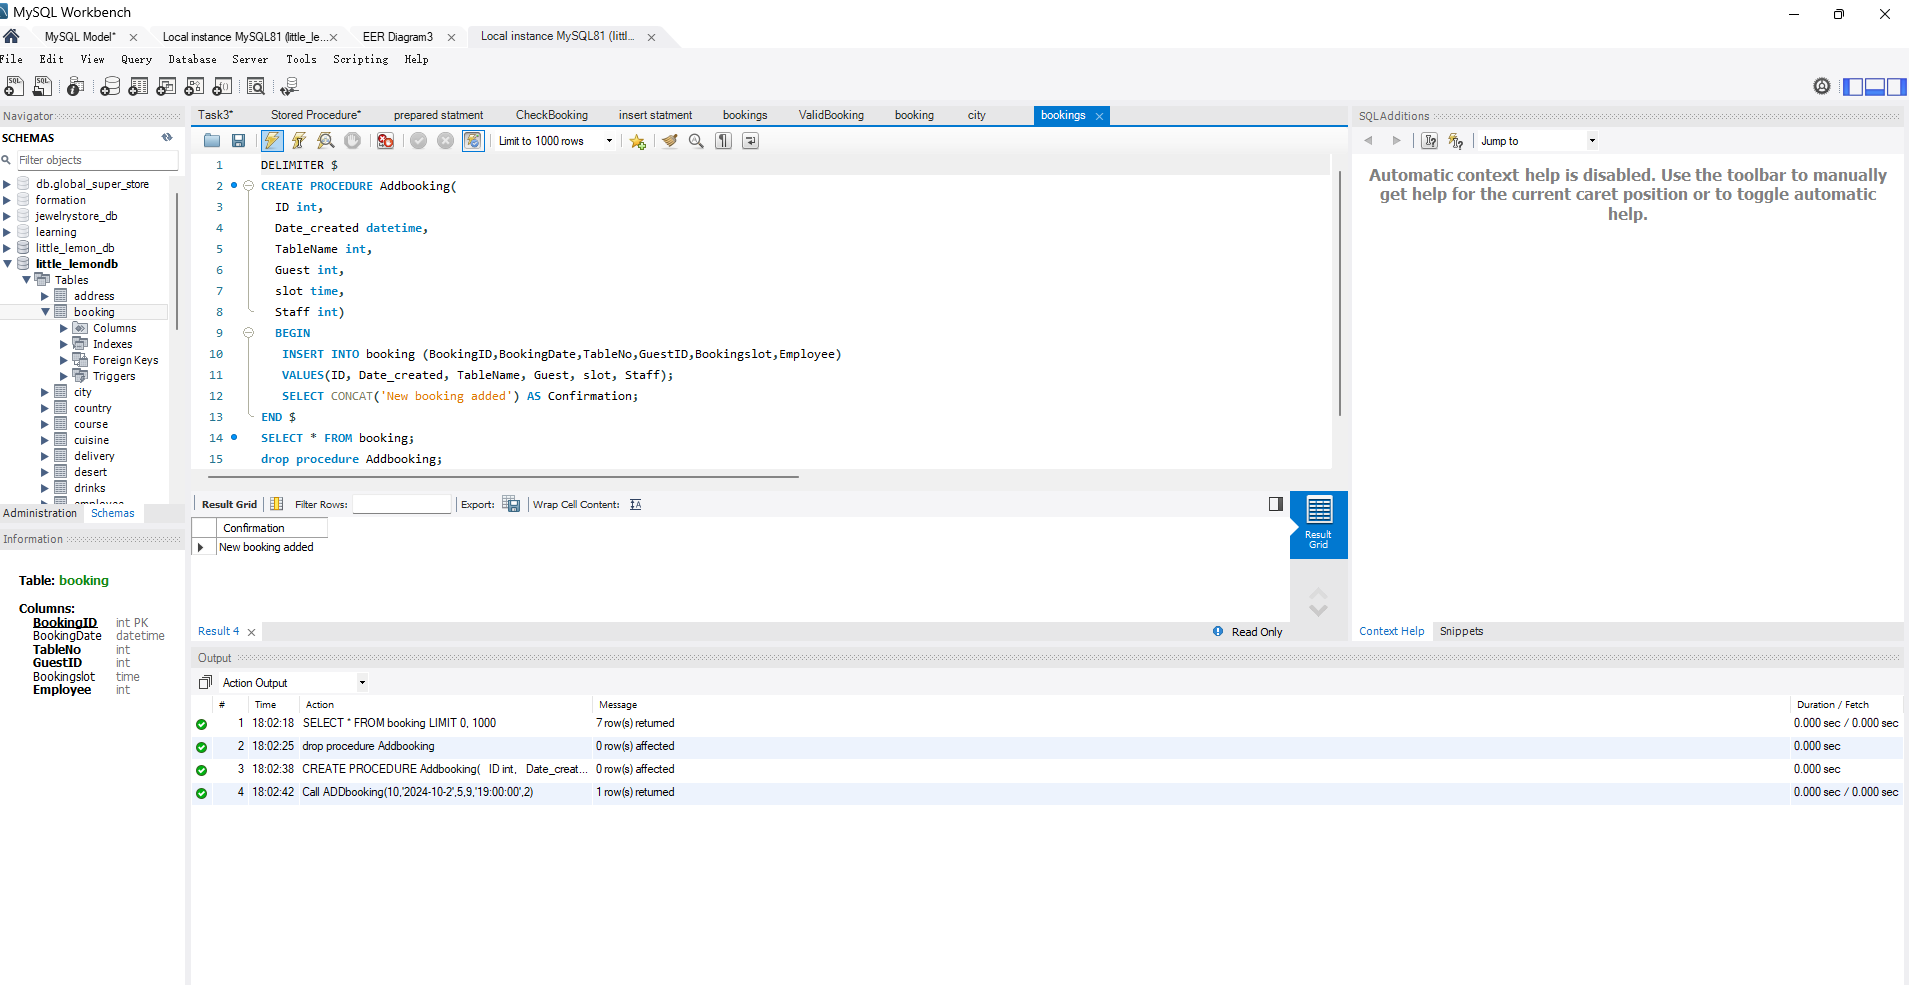 MySQL Workbench
MySQL Model* Local instance MySQL81 (little_le... EER Diagram3 Local instance MySQL81 (littl...
File Edit View Query Database Server Tools Scripting Help
Navigator
SCHEMAS
Filter objects
db.global_super_store
formation
jewelrystore_db
learning
little_lemon_db
little_lemondb
Tables
address
booking
Columns
Indexes
Foreign Keys
Triggers
city
country
course
cuisine
delivery
desert
drinks
employee
Administration Schemas
Information
Table: booking
Columns:
BookingID int PK
BookingDate datetime
TableNo int
GuestID int
Bookingslot time
Employee int
Task3* Stored Procedure* prepared statment CheckBooking insert statment bookings ValidBooking booking city bookings
Limit to 1000 rows
1 DELIMITER $
2 CREATE PROCEDURE Addbooking(
3 ID int,
4 Date_created datetime,
5 TableName int,
6 Guest int,
7 slot time,
8 Staff int)
9 BEGIN
10 INSERT INTO booking (BookingID,BookingDate,TableNo,GuestID,Bookingslot,Employee)
11 VALUES(ID, Date_created, TableName, Guest, slot, Staff);
12 SELECT CONCAT('New booking added') AS Confirmation;
13 END $
14 SELECT * FROM booking;
15 drop procedure Addbooking;
Result Grid Filter Rows: Export: Wrap Cell Content:
Confirmation
New booking added
Result
Grid
Result 4 Read Only
SQLAdditions
Jump to
Automatic context help is disabled. Use the toolbar to manually
get help for the current caret position or to toggle automatic
help.
Context Help Snippets
Output
Action Output
# Time Action Message Duration / Fetch
1 18:02:18 SELECT * FROM booking LIMIT 0, 1000 7 row(s) returned 0.000 sec / 0.000 sec
2 18:02:25 drop procedure Addbooking 0 row(s) affected 0.000 sec
3 18:02:38 CREATE PROCEDURE Addbooking( ID int, Date_creat... 0 row(s) affected 0.000 sec
4 18:02:42 Call ADDbooking(10,'2024-10-2',5,9,'19:00:00',2) 1 row(s) returned 0.000 sec / 0.000 sec